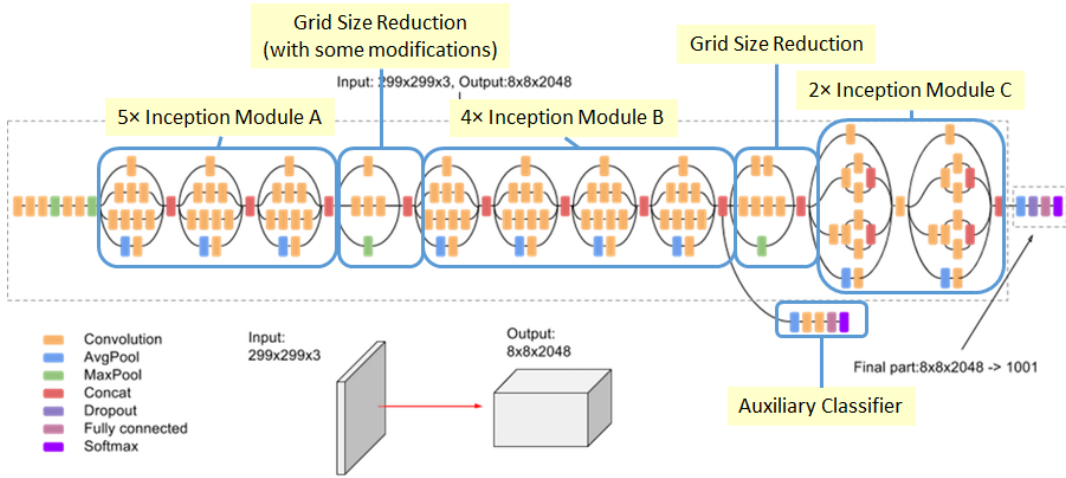 Grid Size Reduction
(with some modifications)
Grid Size Reduction
Input: 299x299x3, Output:8x8x2048
2× Inception Module C
5× Inception Module A
4× Inception Module B
Convolution
AvgPool
MaxPool
Concat
Dropout
Fully connected
Softmax
Input:
299x299x3
Output:
8x8x2048
Final part:8x8x2048 -> 1001
Auxiliary Classifier